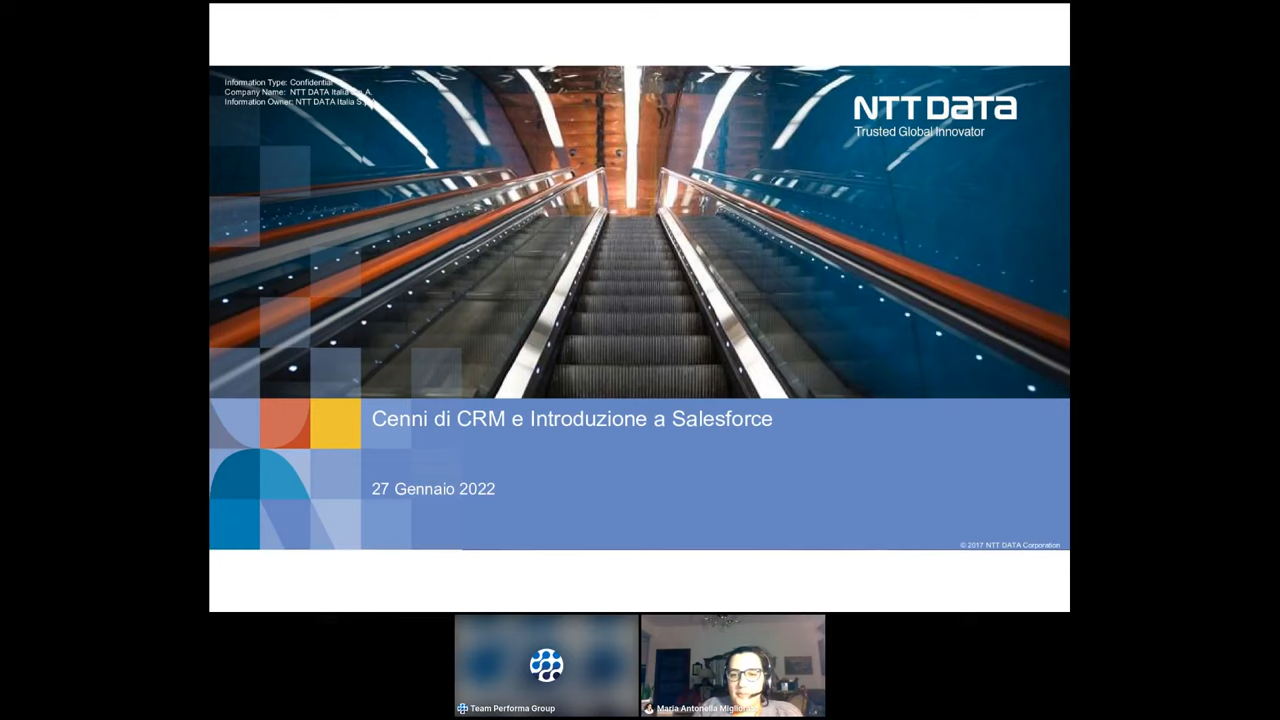 Information Type: Confidential
Company Name: NTT DATA Italia S.p.A.
Information Owner: NTT DATA Italia S.p.A.
NTT DATA
Trusted Global Innovator
Cenni di CRM e Introduzione a Salesforce
27 Gennaio 2022
© 2017 NTT DATA Corporation
Team Performa Group
Maria Antonella